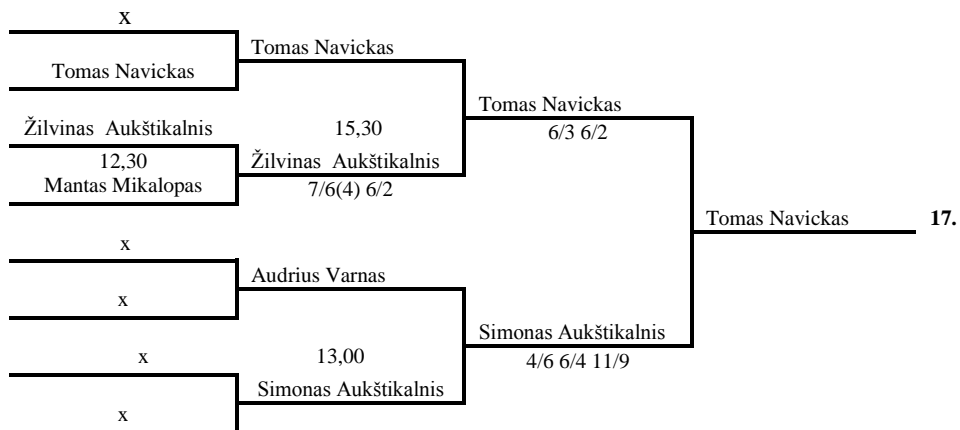 x
Tomas Navickas
Tomas Navickas
Tomas Navickas
6/3 6/2
Žilvinas Aukštikalnis
15,30
12,30
Žilvinas Aukštikalnis
Mantas Mikalopas
7/6(4) 6/2
Tomas Navickas 17.
x
Audrius Varnas
x
Simonas Aukštikalnis
4/6 6/4 11/9
x
13,00
Simonas Aukštikalnis
x